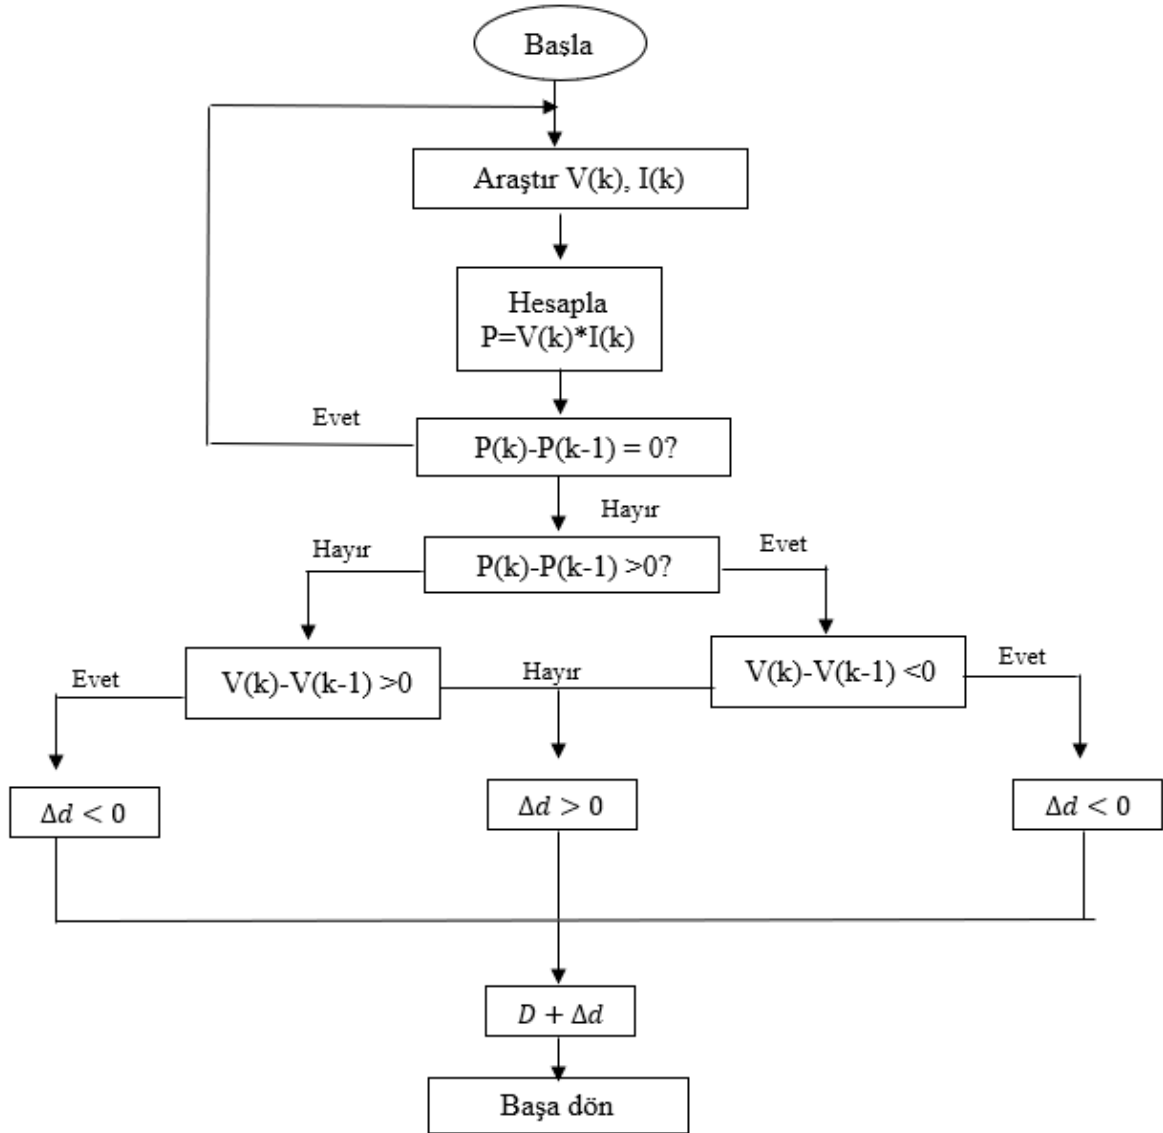 Başla
Araştır V(k), I(k)
Hesapla
P=V(k)*I(k)
Evet
P(k)-P(k-1) = 0?
Hayır
Hayır
P(k)-P(k-1) >0?
Evet
Evet
V(k)-V(k-1) >0
Hayır
V(k)-V(k-1) <0
Evet
Δd < 0
Δd > 0
Δd < 0
D + Δd
Başa dön